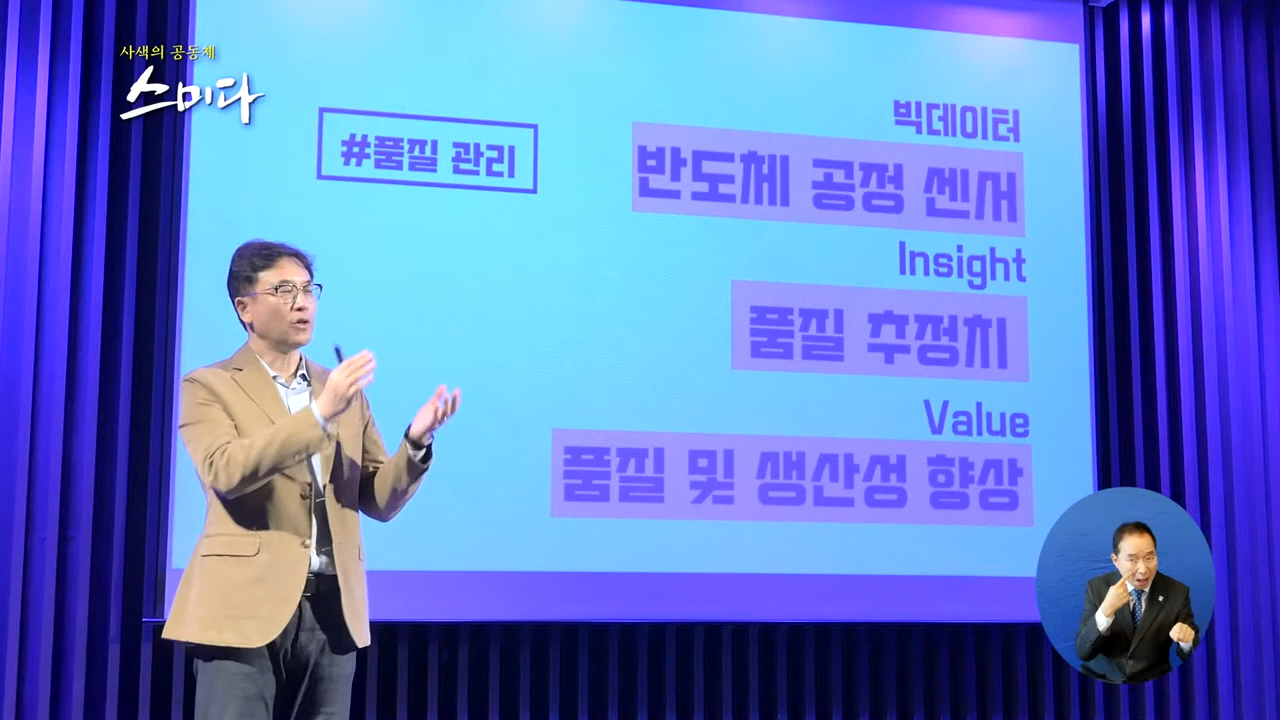 사색의 공동체
스미다
#품질 관리
빅데이터
반도체 공정 센서
Insight
품질 추정치
Value
품질 및 생산성 향상